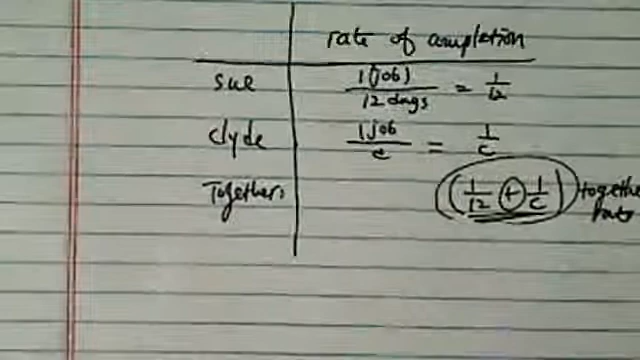 rate of completion
sue 1(job) / 12 days = 1/12
clyde 1 job / c = 1/c
Together: (1/12 + 1/c) together
rate